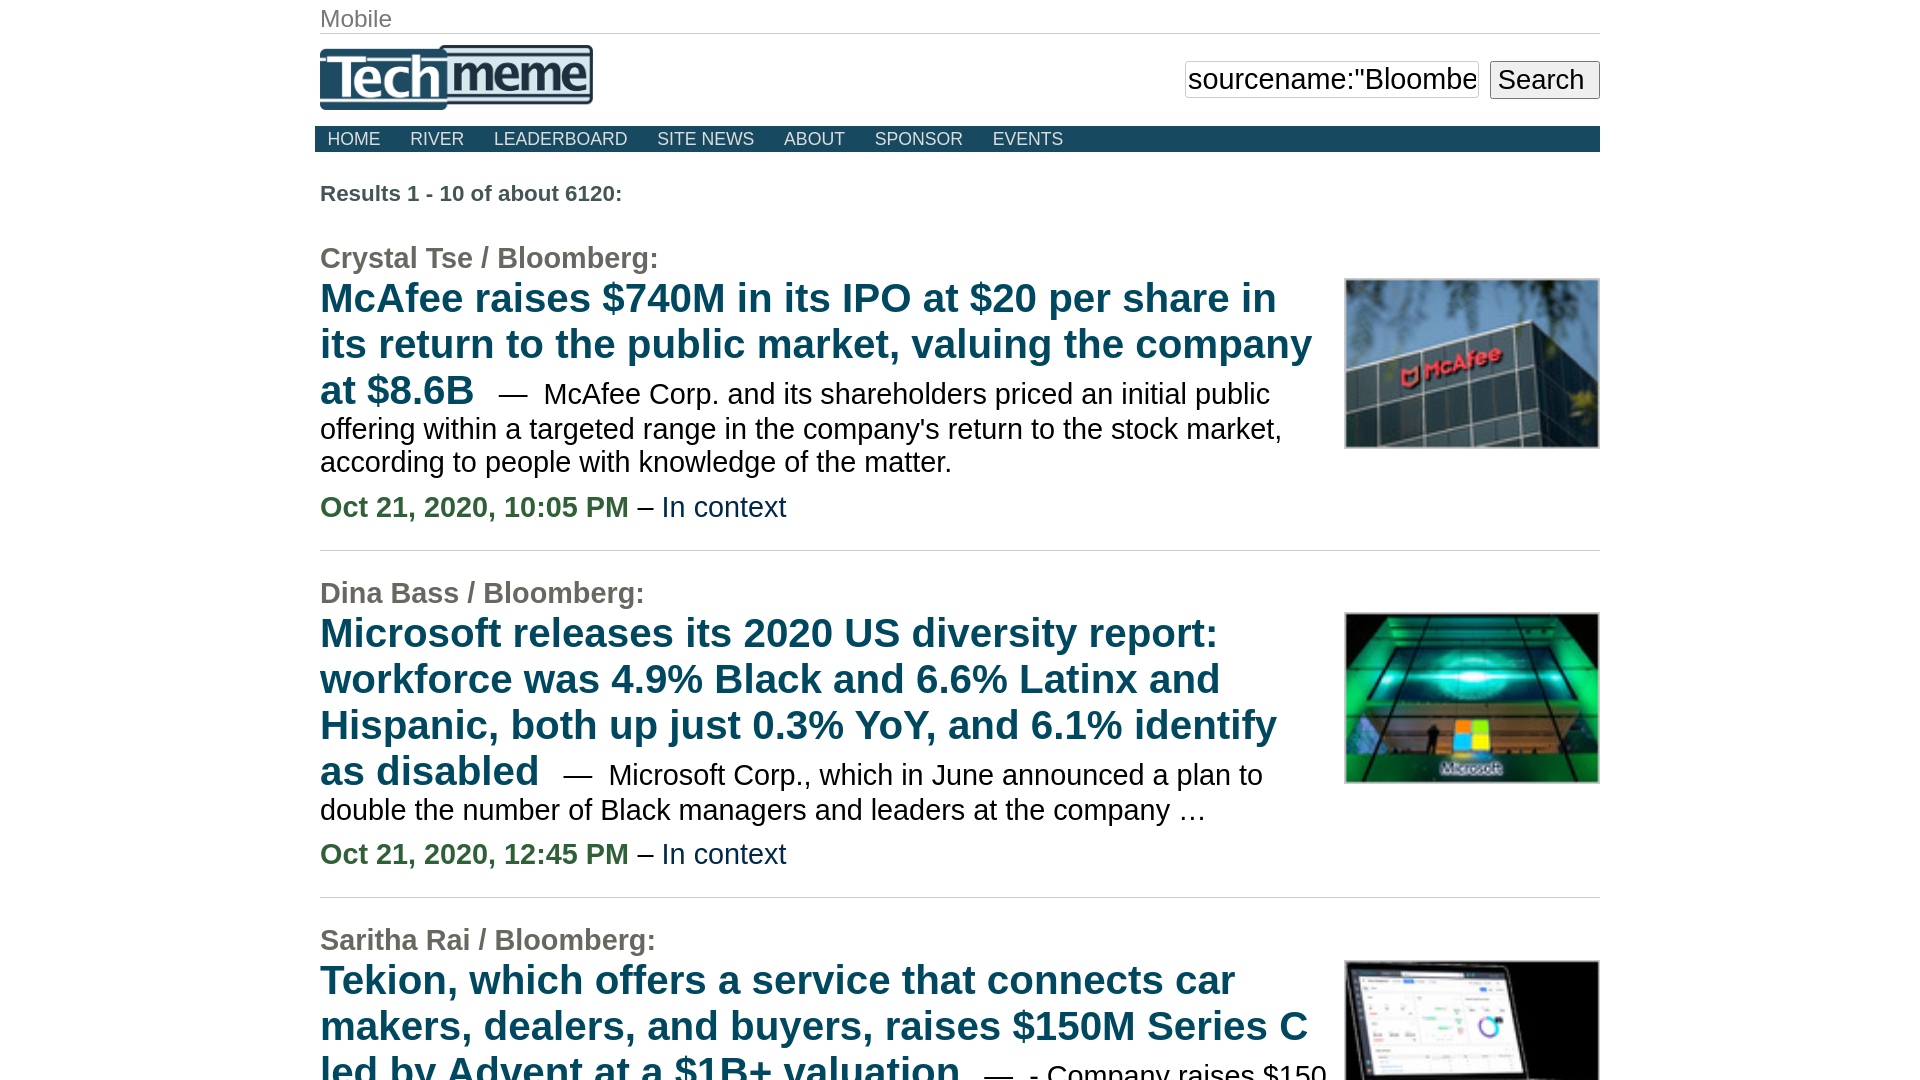 Mobile
Techmeme
sourcename:"Bloombe
Search
HOME RIVER LEADERBOARD SITE NEWS ABOUT SPONSOR EVENTS
Results 1 - 10 of about 6120:
Crystal Tse / Bloomberg:
McAfee raises $740M in its IPO at $20 per share in
its return to the public market, valuing the company
at $8.6B — McAfee Corp. and its shareholders priced an initial public
offering within a targeted range in the company's return to the stock market,
according to people with knowledge of the matter.
McAfee
Oct 21, 2020, 10:05 PM – In context
Dina Bass / Bloomberg:
Microsoft releases its 2020 US diversity report:
workforce was 4.9% Black and 6.6% Latinx and
Hispanic, both up just 0.3% YoY, and 6.1% identify
as disabled — Microsoft Corp., which in June announced a plan to
double the number of Black managers and leaders at the company …
Microsoft
Oct 21, 2020, 12:45 PM – In context
Saritha Rai / Bloomberg:
Tekion, which offers a service that connects car
makers, dealers, and buyers, raises $150M Series C
led by Advent at a $1B+ valuation — - Company raises $150